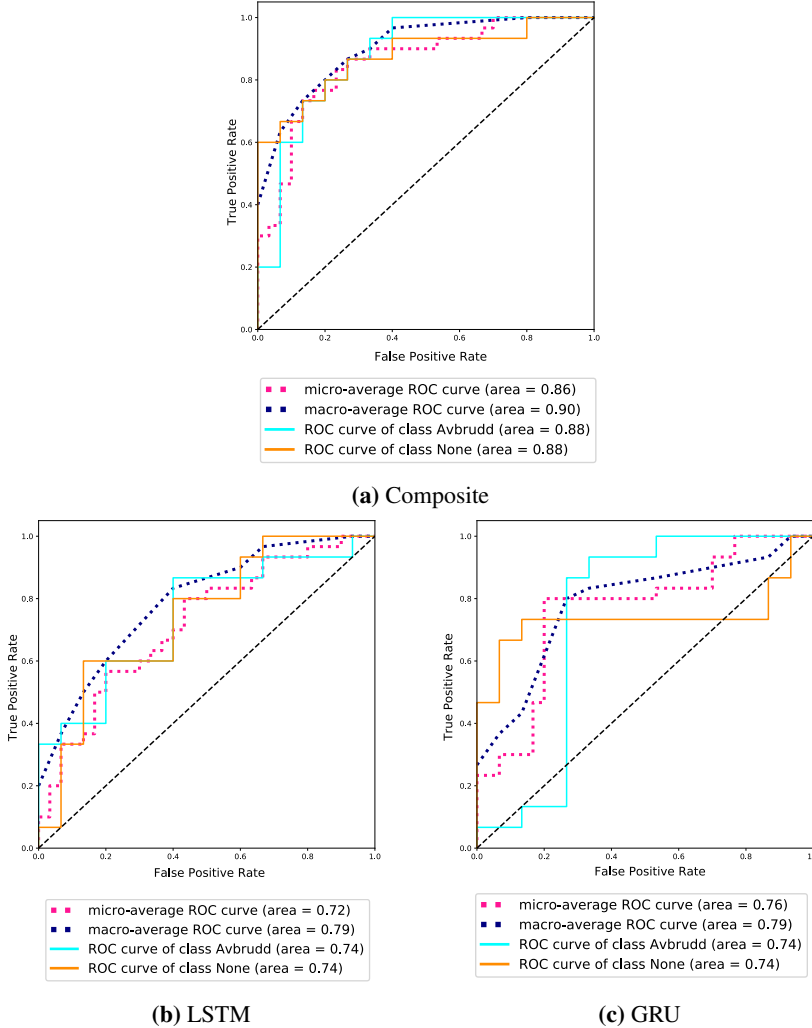 1.0
0.8
0.6
0.4
0.2
0.0
True Positive Rate
0.0 0.2 0.4 0.6 0.8 1.0
False Positive Rate
micro-average ROC curve (area = 0.86)
macro-average ROC curve (area = 0.90)
ROC curve of class Avbrudd (area = 0.88)
ROC curve of class None (area = 0.88)
(a) Composite
1.0
0.8
0.6
0.4
0.2
0.0
True Positive Rate
0.0 0.2 0.4 0.6 0.8 1.0
False Positive Rate
micro-average ROC curve (area = 0.72)
macro-average ROC curve (area = 0.79)
ROC curve of class Avbrudd (area = 0.74)
ROC curve of class None (area = 0.74)
(b) LSTM
1.0
0.8
0.6
0.4
0.2
0.0
True Positive Rate
0.0 0.2 0.4 0.6 0.8 1.0
False Positive Rate
micro-average ROC curve (area = 0.76)
macro-average ROC curve (area = 0.79)
ROC curve of class Avbrudd (area = 0.74)
ROC curve of class None (area = 0.74)
(c) GRU